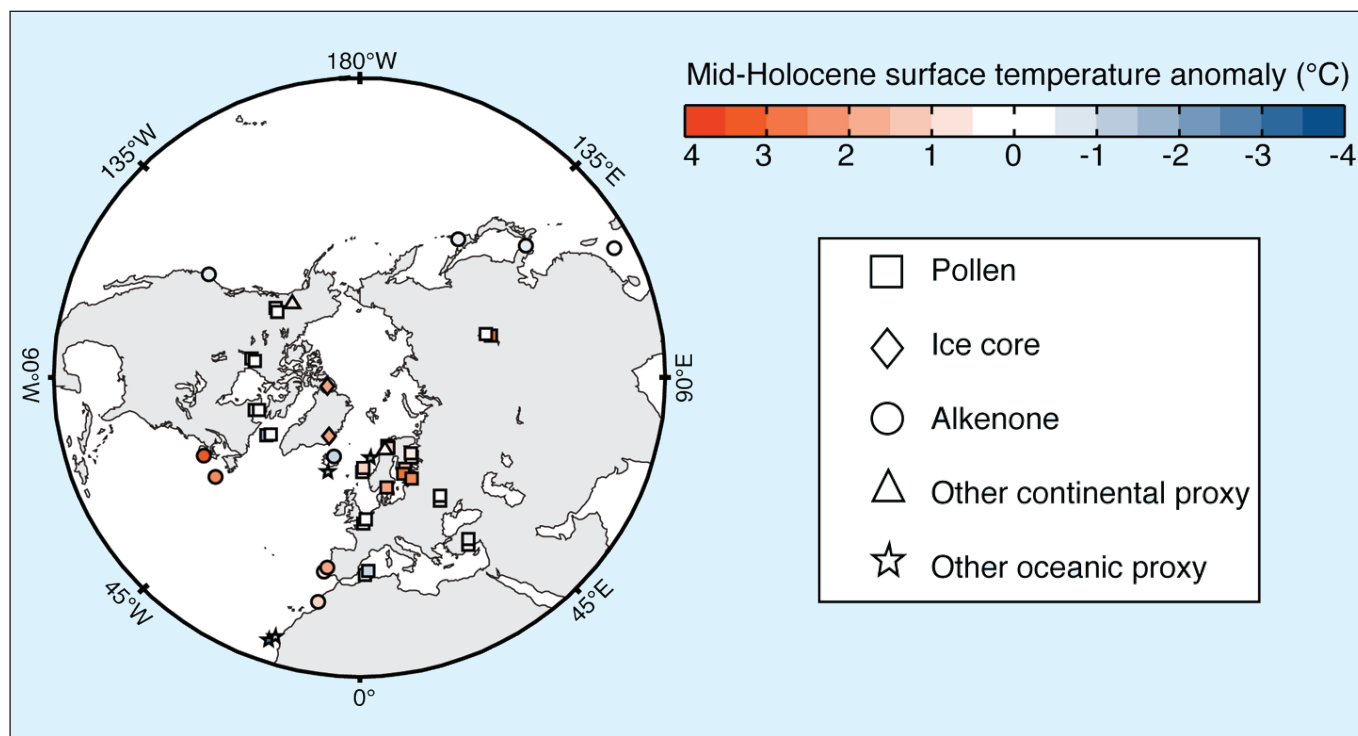 180°W
135°W
135°E
90°W
90°E
45°W
45°E
0°
Mid-Holocene surface temperature anomaly (°C)
4 3 2 1 0 -1 -2 -3 -4
Pollen
Ice core
Alkenone
Other continental proxy
Other oceanic proxy